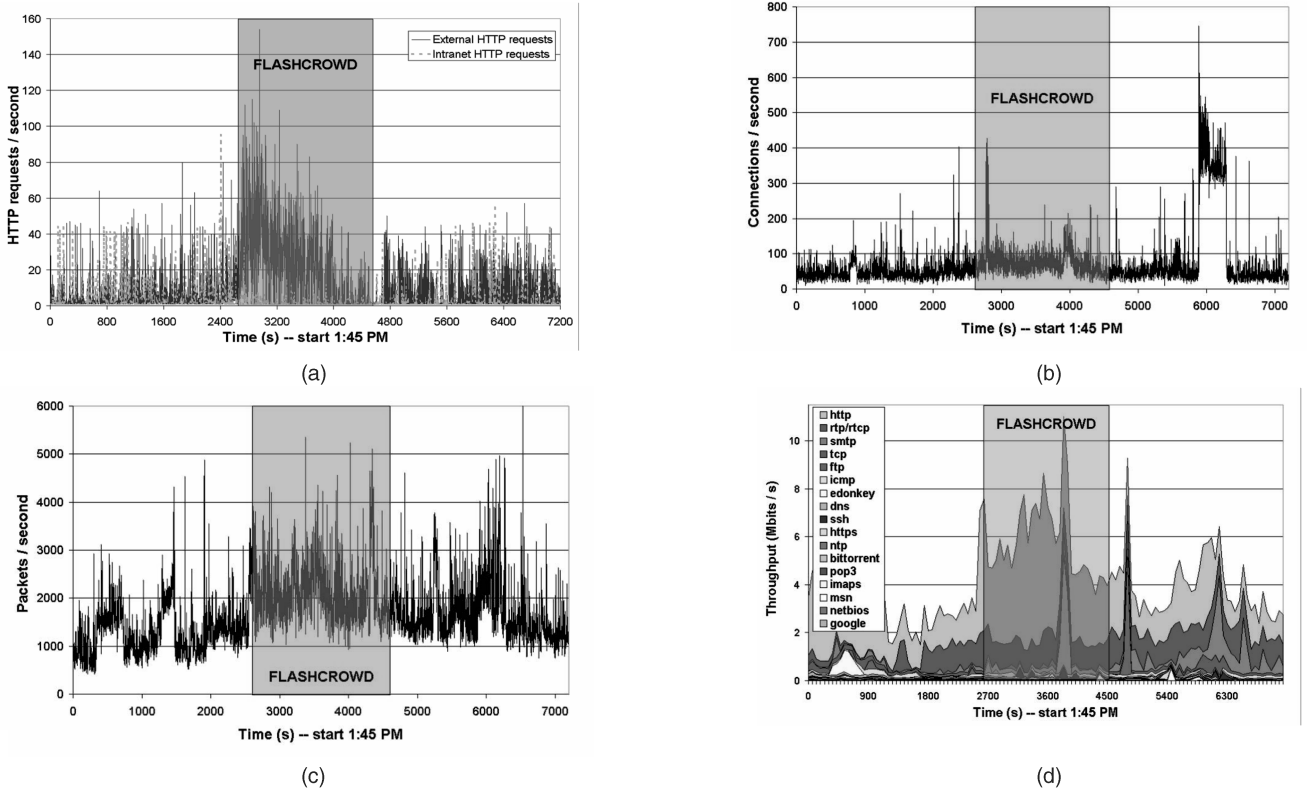 160
140
120
100
80
60
40
20
0
HTTP requests / second
FLASHCROWD
External HTTP requests
Intranet HTTP requests
0 800 1600 2400 3200 4000 4800 5600 6400 7200
Time (s) -- start 1:45 PM
(a)
800
700
600
500
400
300
200
100
0
Connections / second
FLASHCROWD
0 1000 2000 3000 4000 5000 6000 7000
Time (s) -- start 1:45 PM
(b)
6000
5000
4000
3000
2000
1000
0
Packets / second
FLASHCROWD
0 1000 2000 3000 4000 5000 6000 7000
Time (s) -- start 1:45 PM
(c)
10
8
6
4
2
0
Throughput (Mbits / s)
http
rtp/rtcp
smtp
tcp
ftp
icmp
edonkey
dns
ssh
https
ntp
bittorrent
pop3
imaps
msn
netbios
google
FLASHCROWD
0 900 1800 2700 3600 4500 5400 6300
Time (s) -- start 1:45 PM
(d)